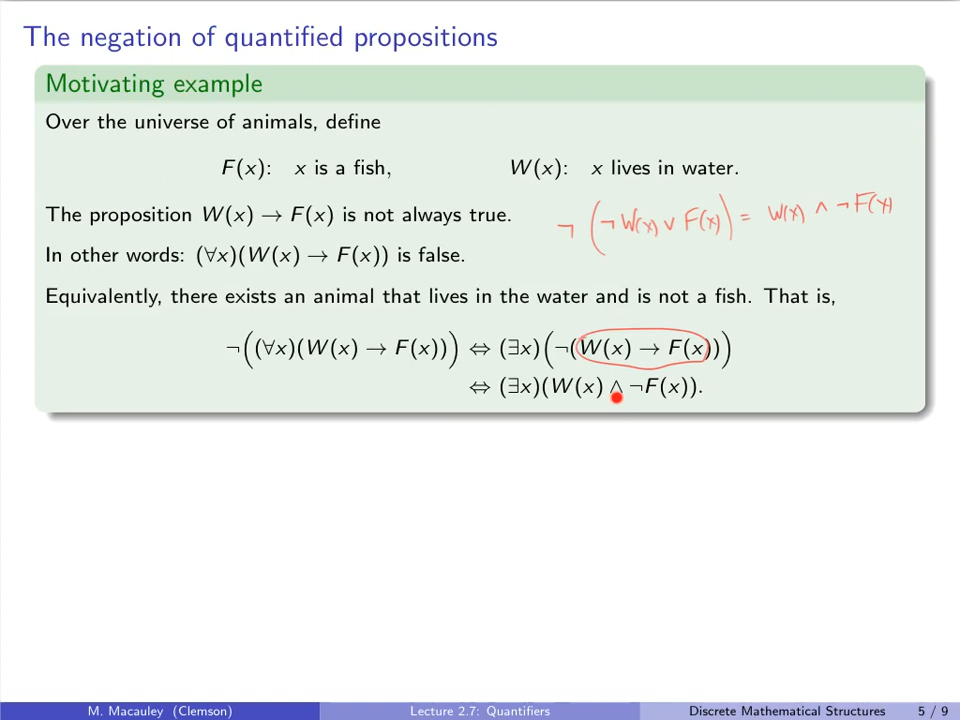 The negation of quantified propositions
Motivating example
Over the universe of animals, define
F(x): x is a fish, W(x): x lives in water.
The proposition W(x) → F(x) is not always true.
¬ (¬ W(x) ∨ F(x)) = W(x) ∧ ¬ F(x)
In other words: (∀x)(W(x) → F(x)) is false.
Equivalently, there exists an animal that lives in the water and is not a fish. That is,
¬((∀x)(W(x) → F(x))) ⇔ (∃x)(¬(W(x) → F(x)))
⇔ (∃x)(W(x) ∧ ¬F(x)).
M. Macauley (Clemson) Lecture 2.7: Quantifiers Discrete Mathematical Structures 5 / 9